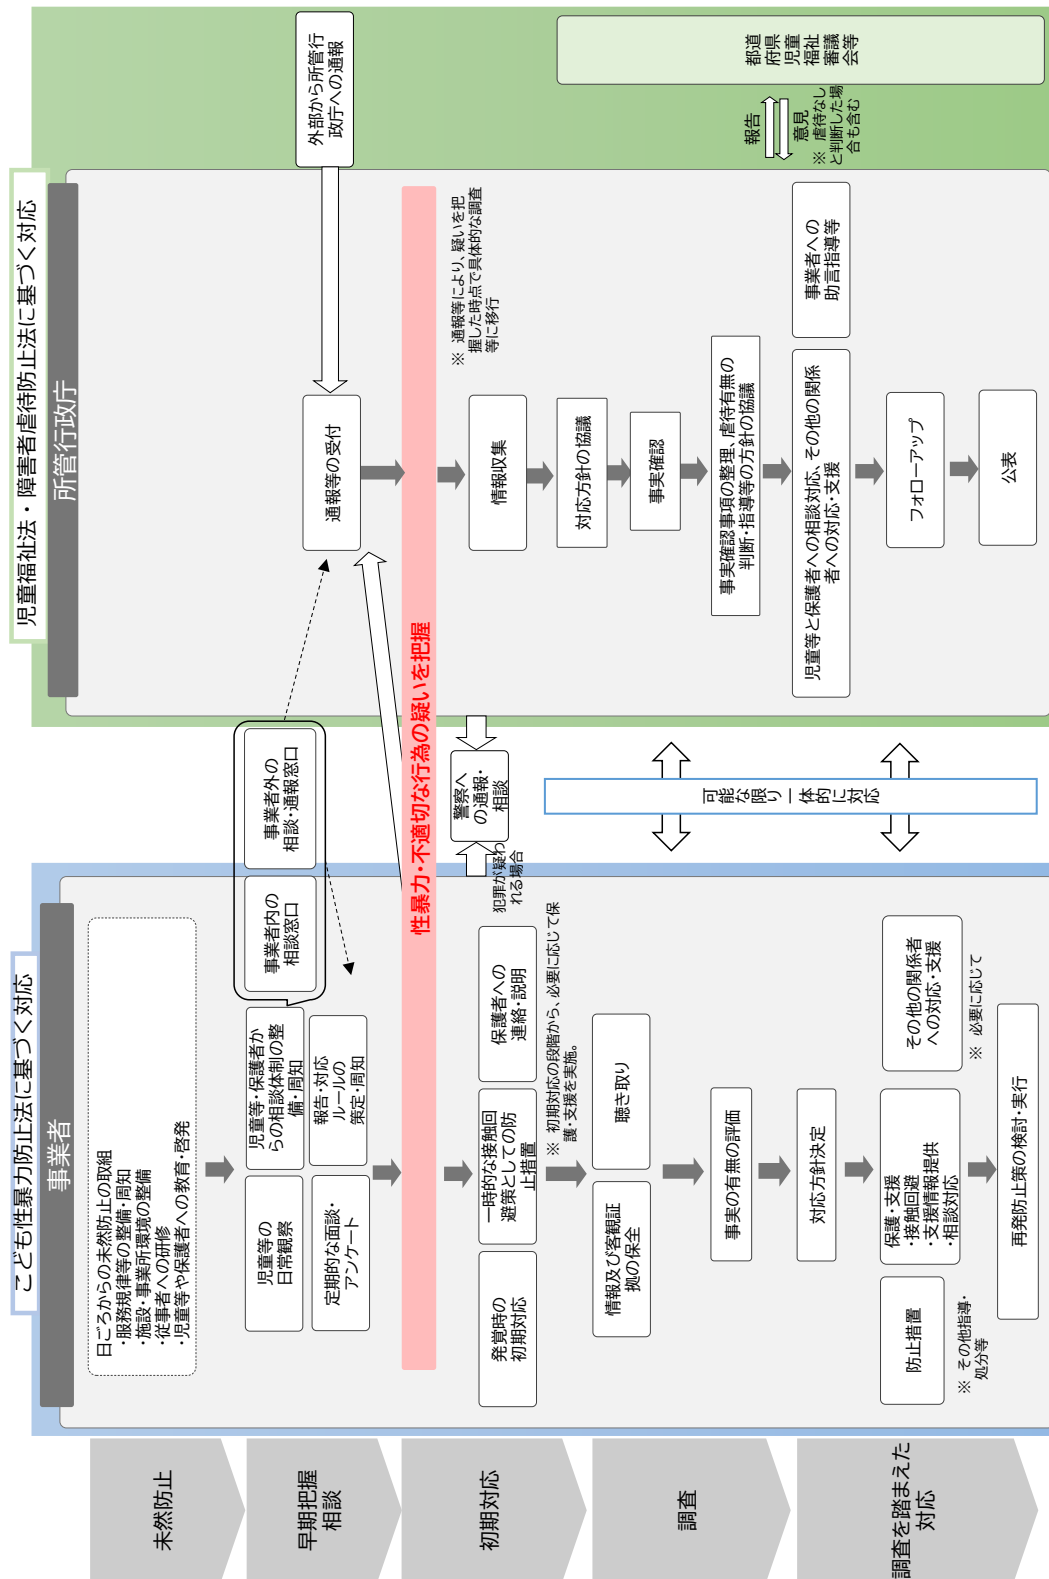 こども性暴力防止法に基づく対応
事業者
児童福祉法・障害者虐待防止法に基づく対応
所管行政庁
未然防止
日ごろからの未然防止の取組
・服務規律等の整備・周知
・施設・事業所環境の整備
・従事者への研修
・児童等や保護者への教育・啓発
早期把握
相談
児童等の
日常観察
定期的な面談・
アンケート
児童等・保護者か
らの相談体制の整
備・周知
報告・対応
ルールの
策定・周知
事業者内の
相談窓口
事業者外の
相談・通報窓口
通報等の受付
外部から所管行
政庁への通報
性暴力・不適切な行為の疑いを把握
初期対応
発覚時の
初期対応
一時的な接触回
避策としての防
止措置
保護者への
連絡・説明
※ 初期対応の段階から、必要に応じて保
護・支援を実施。
犯罪が疑わ
れる場合
警察へ
の通報・
相談
※ 通報等により、疑いを把
握した時点で具体的な調査
等に移行
情報収集
対応方針の協議
調査
情報及び客観証
拠の保全
聴き取り
事実の有無の評価
可能な限り一体的に対応
事実確認
事実確認事項の整理、虐待有無の
判断・指導等の方針の協議
報告
意見
※ 虐待なし
と判断した場
合も含む
都道
府県
児童
福祉
審議
会等
調査を踏まえた
対応
対応方針決定
防止措置
※ その他指導・
処分等
保護・支援
・接触回避
・支援情報提供
・相談対応
その他の関係者
への対応・支援
※ 必要に応じて
再発防止策の検討・実行
児童等と保護者への相談対応、その他の関係
者への対応・支援
事業者への
助言指導等
フォローアップ
公表